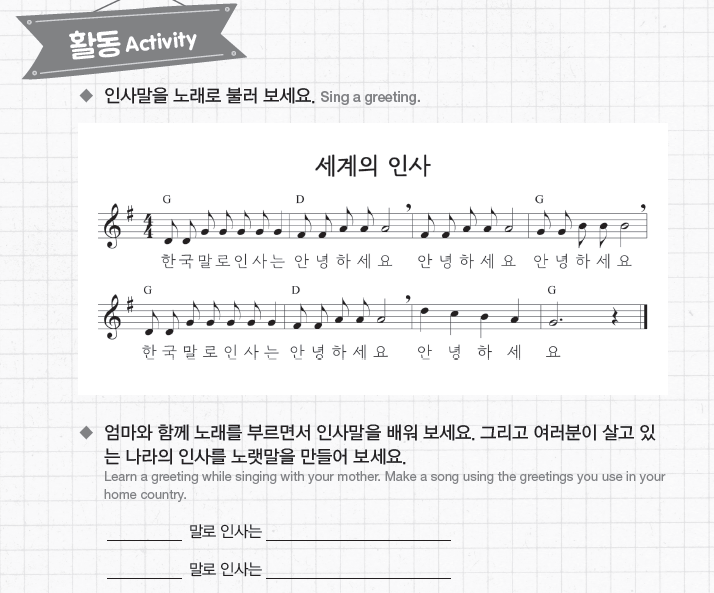 활동 Activity
◆ 인사말을 노래로 불러 보세요. Sing a greeting.
세계의 인사
G D G
한 국 말 로 인 사 는 안 녕 하 세 요 안 녕 하 세 요 안 녕 하 세 요
G D G
한 국 말 로 인 사 는 안 녕 하 세 요 안 녕 하 세 요
◆ 엄마와 함께 노래를 부르면서 인사말을 배워 보세요. 그리고 여러분이 살고 있
는 나라의 인사를 노랫말을 만들어 보세요.
Learn a greeting while singing with your mother. Make a song using the greetings you use in your
home country.
말로 인사는
말로 인사는